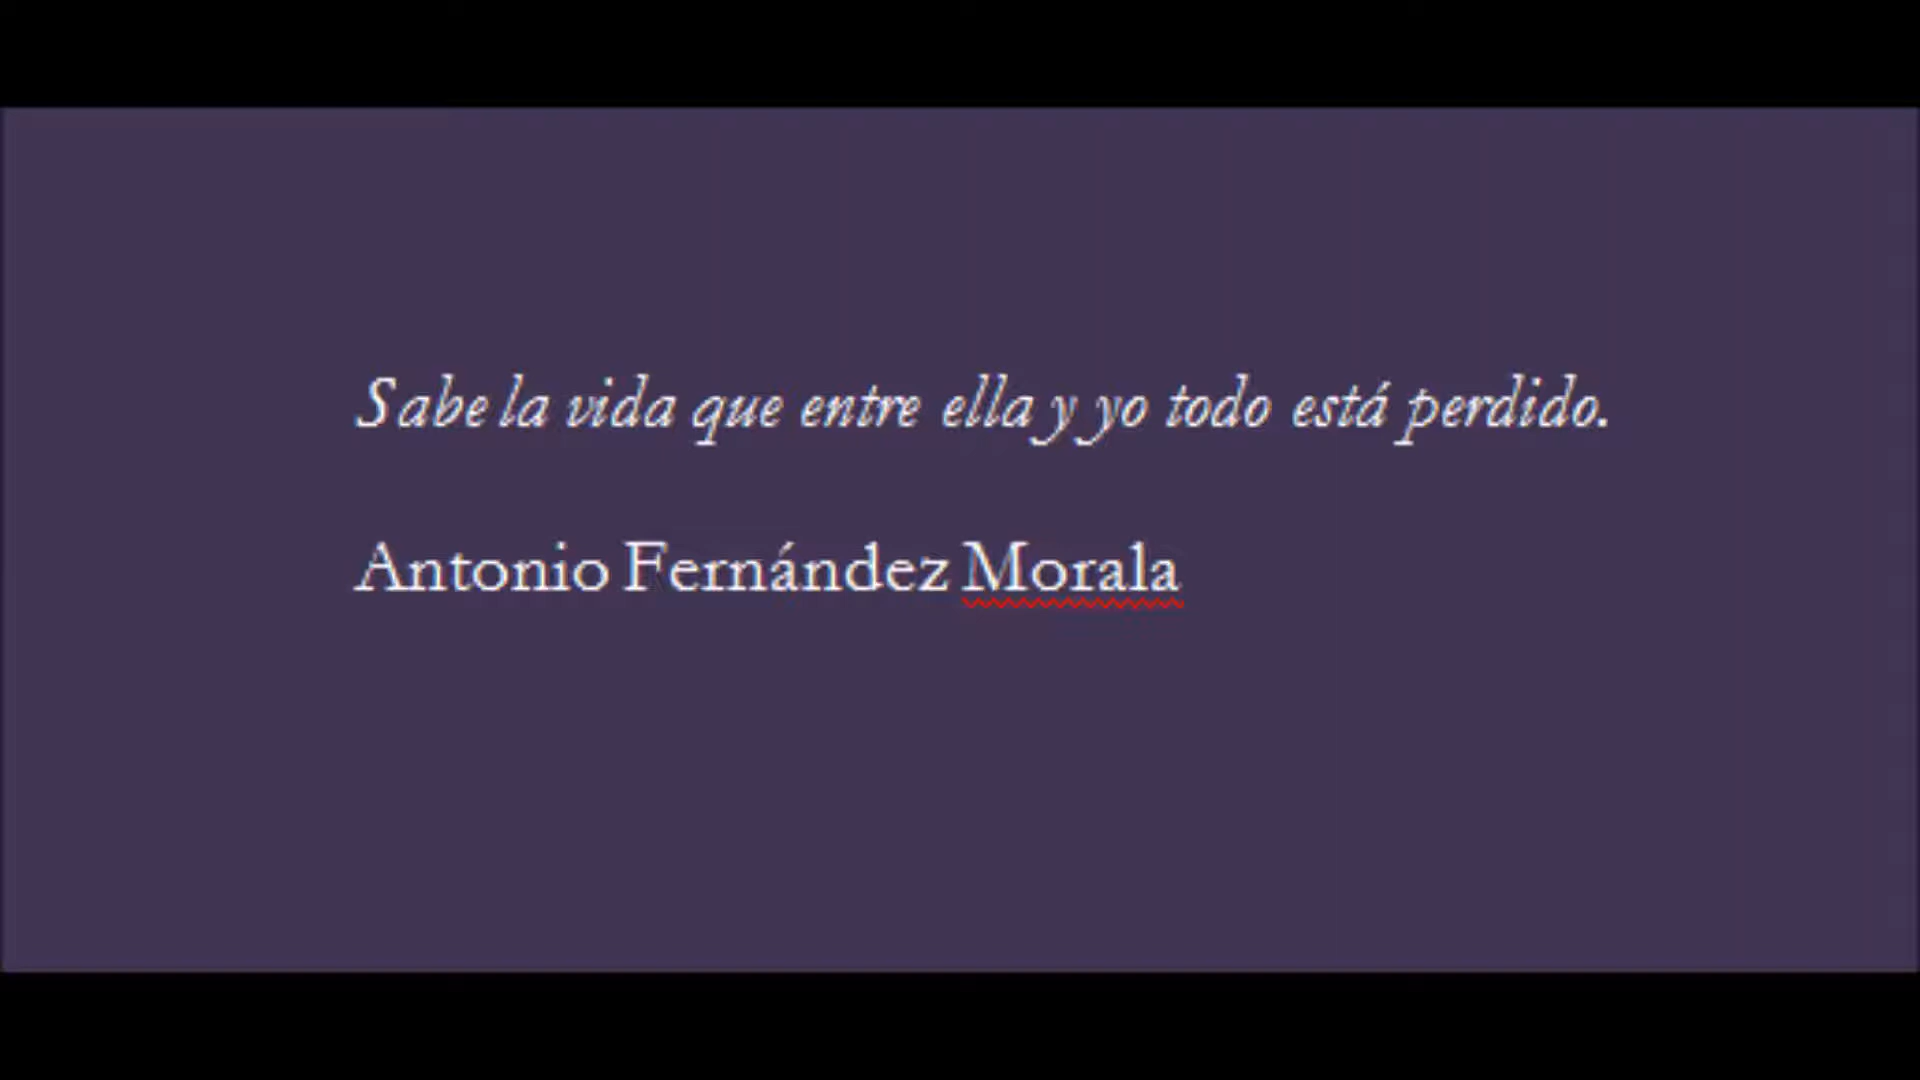 Sabe la vida que entre ella y yo todo está perdido.
Antonio Fernández Morala